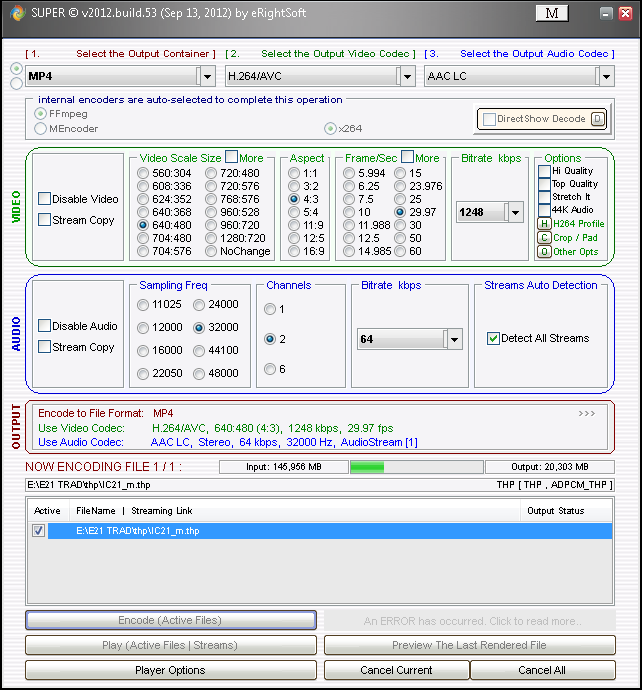 SUPER © v2012.build.53 (Sep 13, 2012) by eRightSoft
M
[ 1. Select the Output Container ]
[ 2. Select the Output Video Codec ]
[ 3. Select the Output Audio Codec ]
MP4
H.264/AVC
AAC LC
internal encoders are auto-selected to complete this operation
FFmpeg
MEncoder
x264
DirectShow Decode
D
VIDEO
Disable Video
Stream Copy
Video Scale Size More
560:304 720:480
608:336 720:576
624:352 768:576
640:368 960:528
640:480 960:720
704:480 1280:720
704:576 NoChange
Aspect
1:1
3:2
4:3
5:4
11:9
12:5
16:9
Frame/Sec More
5.994 15
6.25 23.976
7.5 25
10 29.97
11.988 30
12.5 50
14.985 60
Bitrate kbps
1248
Options
Hi Quality
Top Quality
Stretch It
44K Audio
H H264 Profile
C Crop / Pad
O Other Opts
AUDIO
Disable Audio
Stream Copy
Sampling Freq
11025 24000
12000 32000
16000 44100
22050 48000
Channels
1
2
6
Bitrate kbps
64
Streams Auto Detection
Detect All Streams
OUTPUT
Encode to File Format: MP4
>>>
Use Video Codec: H.264/AVC, 640:480 (4:3), 1248 kbps, 29.97 fps
Use Audio Codec: AAC LC, Stereo, 64 kbps, 32000 Hz, AudioStream [1]
NOW ENCODING FILE 1 / 1 :
Input: 145,956 MB
Output: 20,303 MB
E:\E21 TRAD\thp\IC21_m.thp
THP [ THP , ADPCM_THP ]
Active FileName | Streaming Link Output Status
E:\E21 TRAD\thp\IC21_m.thp
Encode (Active Files)
An ERROR has occurred. Click to read more..
Play (Active Files | Streams)
Preview The Last Rendered File
Player Options
Cancel Current
Cancel All